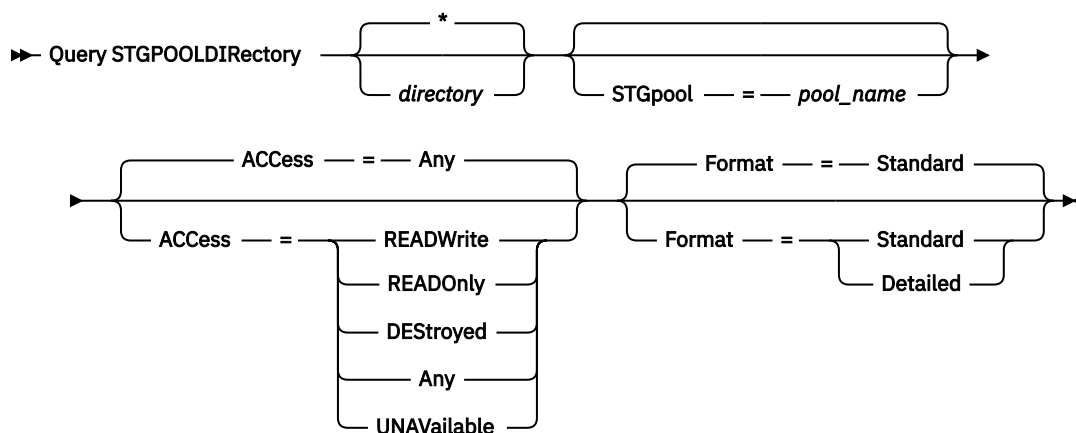 *
Query STGPOOLDIRectory
directory
STGpool = pool_name
ACCess = Any
Format = Standard
ACCess = READWrite
Format = Standard
READOnly
Detailed
DEStroyed
Any
UNAVailable